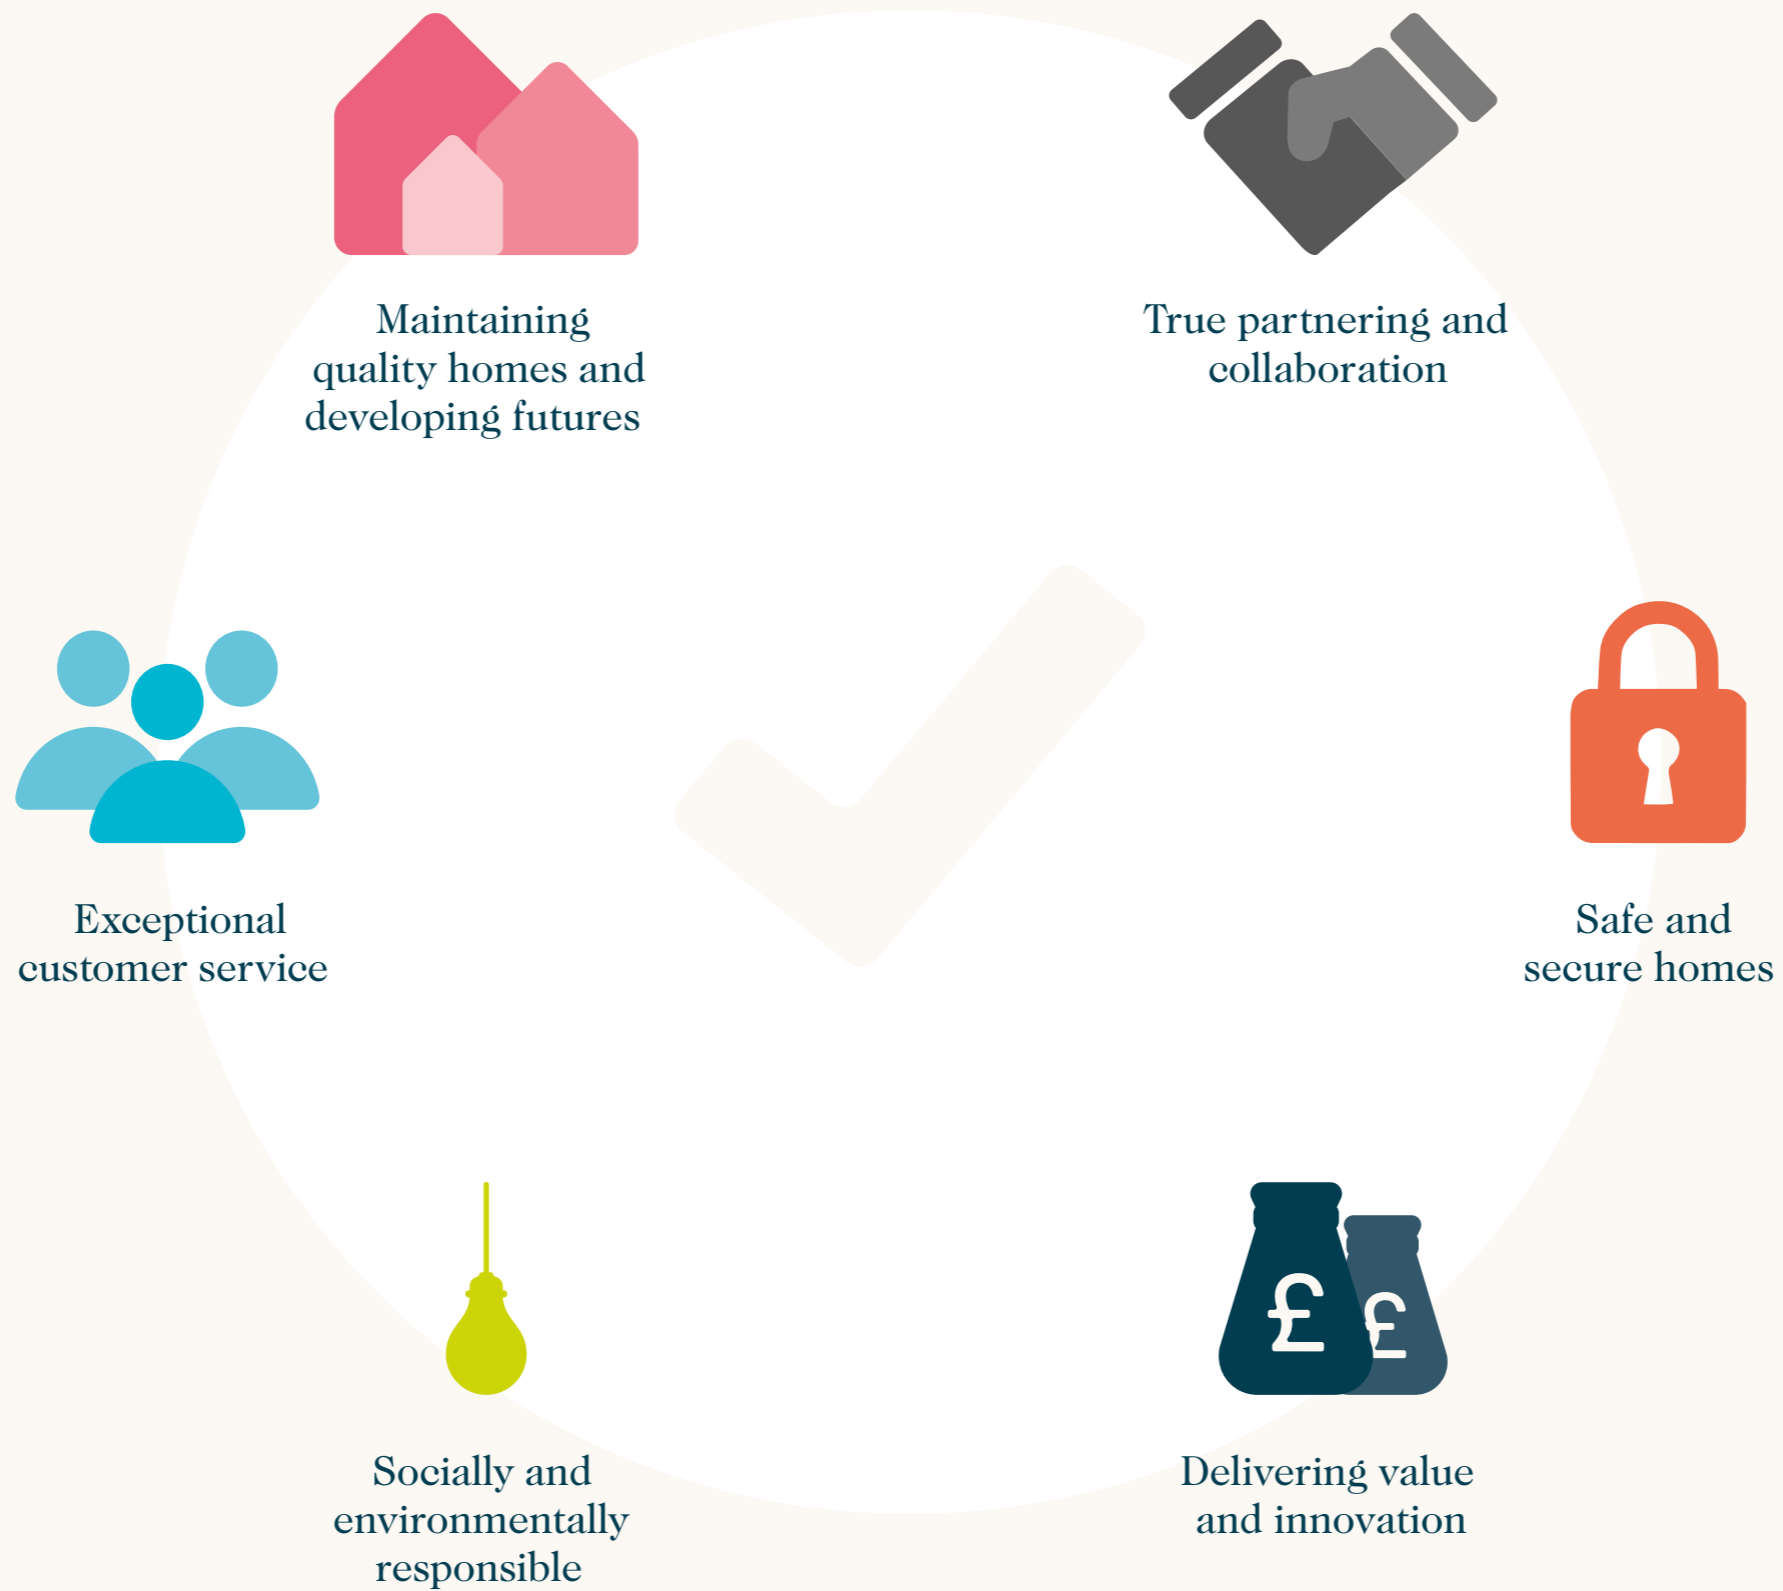 Maintaining
quality homes and
developing futures
True partnering and
collaboration
Exceptional
customer service
Safe and
secure homes
££
Socially and
environmentally
responsible
Delivering value
and innovation